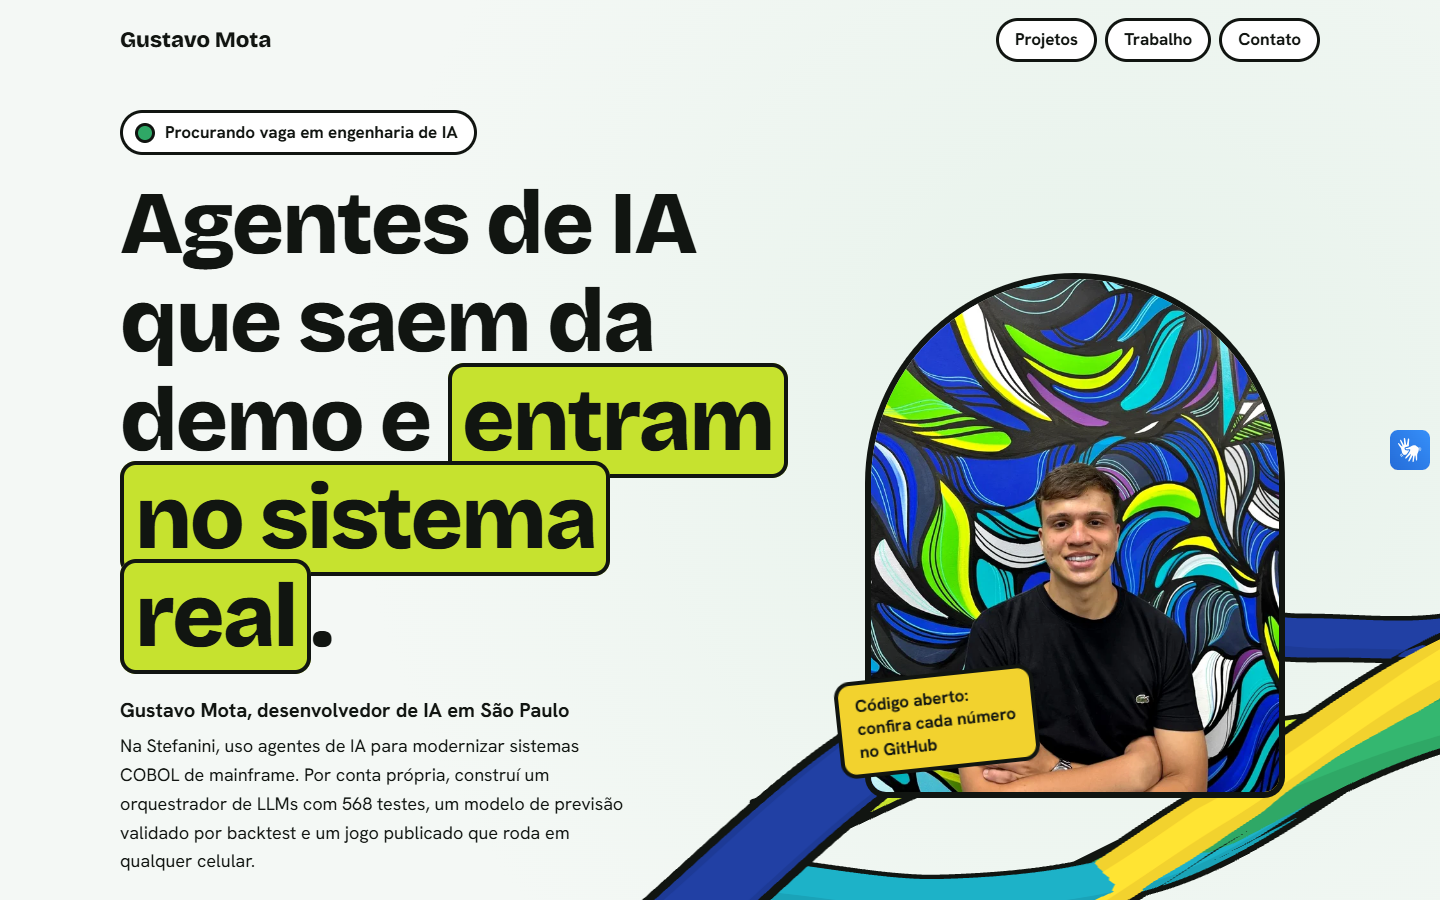 Gustavo Mota
Projetos
Trabalho
Contato
Procurando vaga em engenharia de IA
Agentes de IA
que saem da
demo e entram
no sistema
real.
Gustavo Mota, desenvolvedor de IA em São Paulo
Na Stefanini, uso agentes de IA para modernizar sistemas
COBOL de mainframe. Por conta própria, construí um
orquestrador de LLMs com 568 testes, um modelo de previsão
validado por backtest e um jogo publicado que roda em
qualquer celular.
Código aberto:
confira cada número
no GitHub